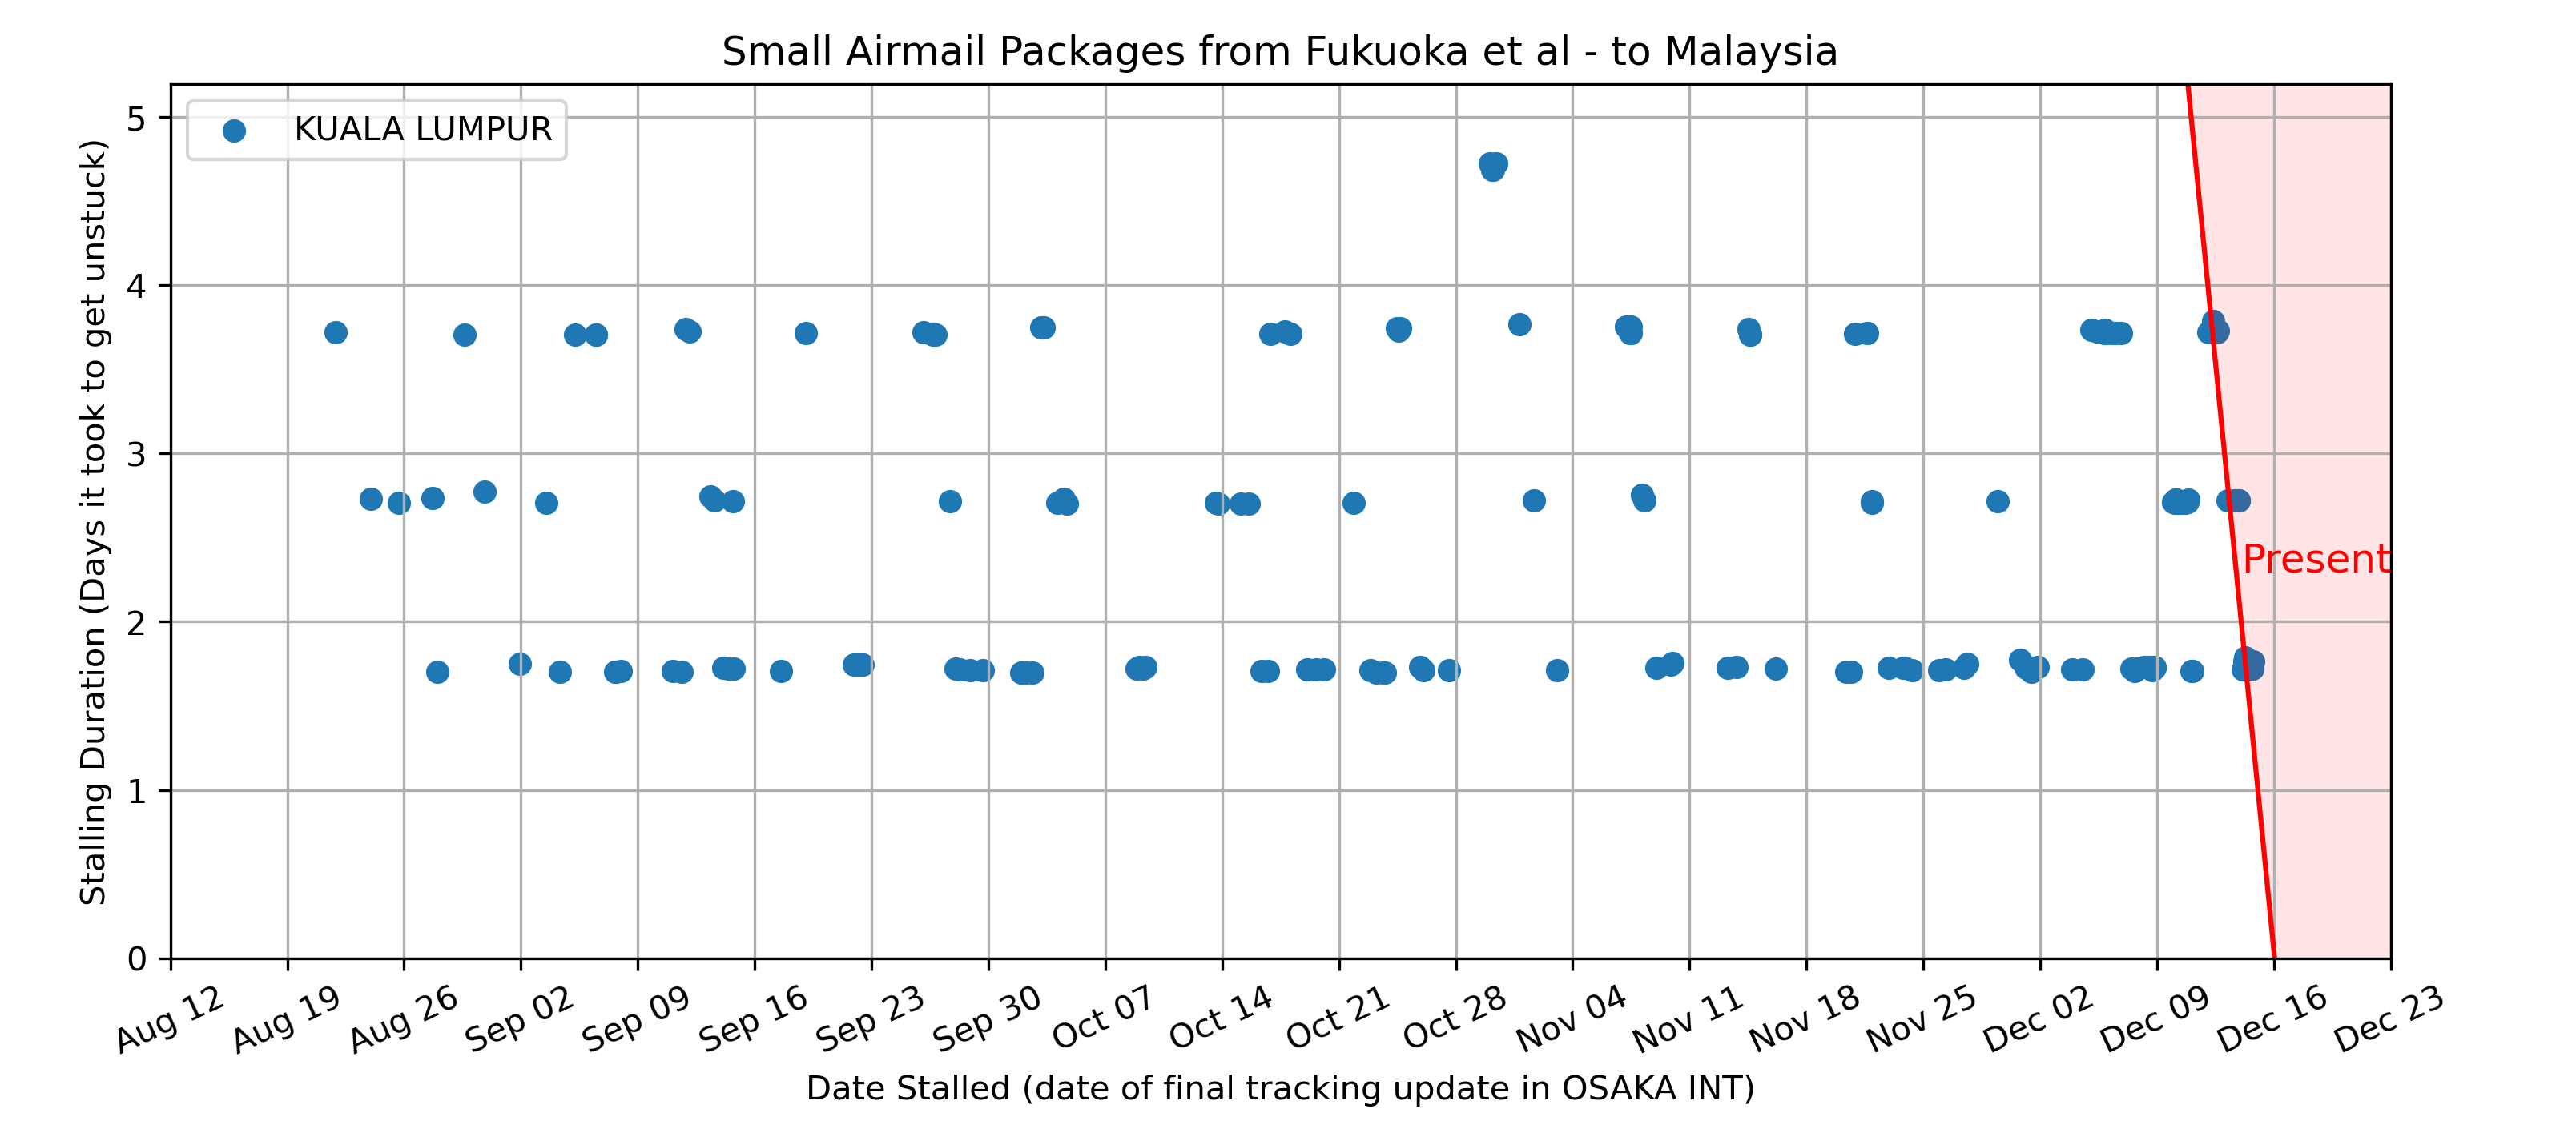 Small Airmail Packages from Fukuoka et al - to Malaysia
KUALA LUMPUR
Stalling Duration (Days it took to get unstuck)
5
4
3
2
1
0
Present
Aug 12
Aug 19
Aug 26
Sep 02
Sep 09
Sep 16
Sep 23
Sep 30
Oct 07
Oct 14
Oct 21
Oct 28
Nov 04
Nov 11
Nov 18
Nov 25
Dec 02
Dec 09
Dec 16
Dec 23
Date Stalled (date of final tracking update in OSAKA INT)